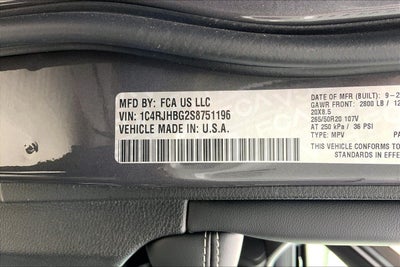 MFD BY: FCA US LLC
VIN: 1C4RJHBG2S8751196
VEHICLE MADE IN: U.S.A.
DATE OF MFR (BUILT): 9-2
GAWR FRONT: 2800 LB / 12
20X8.5
265/50R20 107V
AT 250 kPa / 36 PSI
TYPE: MPV
CONFORMS TO
STANDARDS IN EFFE